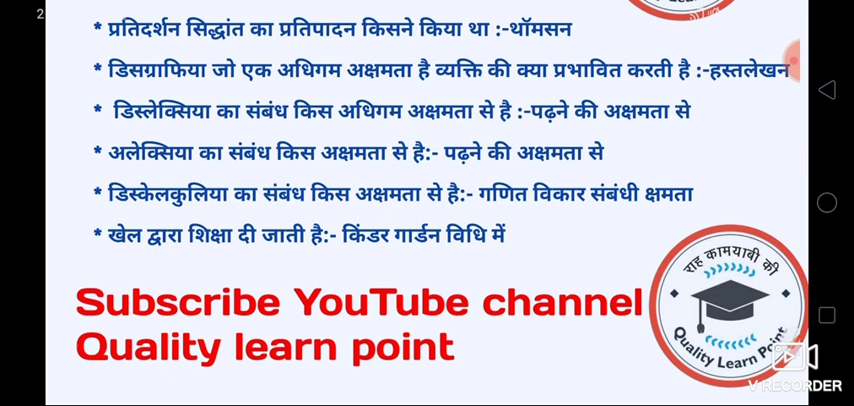 2
* प्रतिदर्शन सिद्धांत का प्रतिपादन किसने किया था :-थॉमसन
* डिसग्राफिया जो एक अधिगम अक्षमता है व्यक्ति की क्या प्रभावित करती है :-हस्तलेखन
* डिस्लेक्सिया का संबंध किस अधिगम अक्षमता से है :-पढ़ने की अक्षमता से
* अलेक्सिया का संबंध किस अक्षमता से है:- पढ़ने की अक्षमता से
* डिस्केलकुलिया का संबंध किस अक्षमता से है:- गणित विकार संबंधी क्षमता
* खेल द्वारा शिक्षा दी जाती है:- किंडर गार्डन विधि में
राह कामयाबी की
Subscribe YouTube channel
Quality learn point
Quality Learn Point
V RECORDER